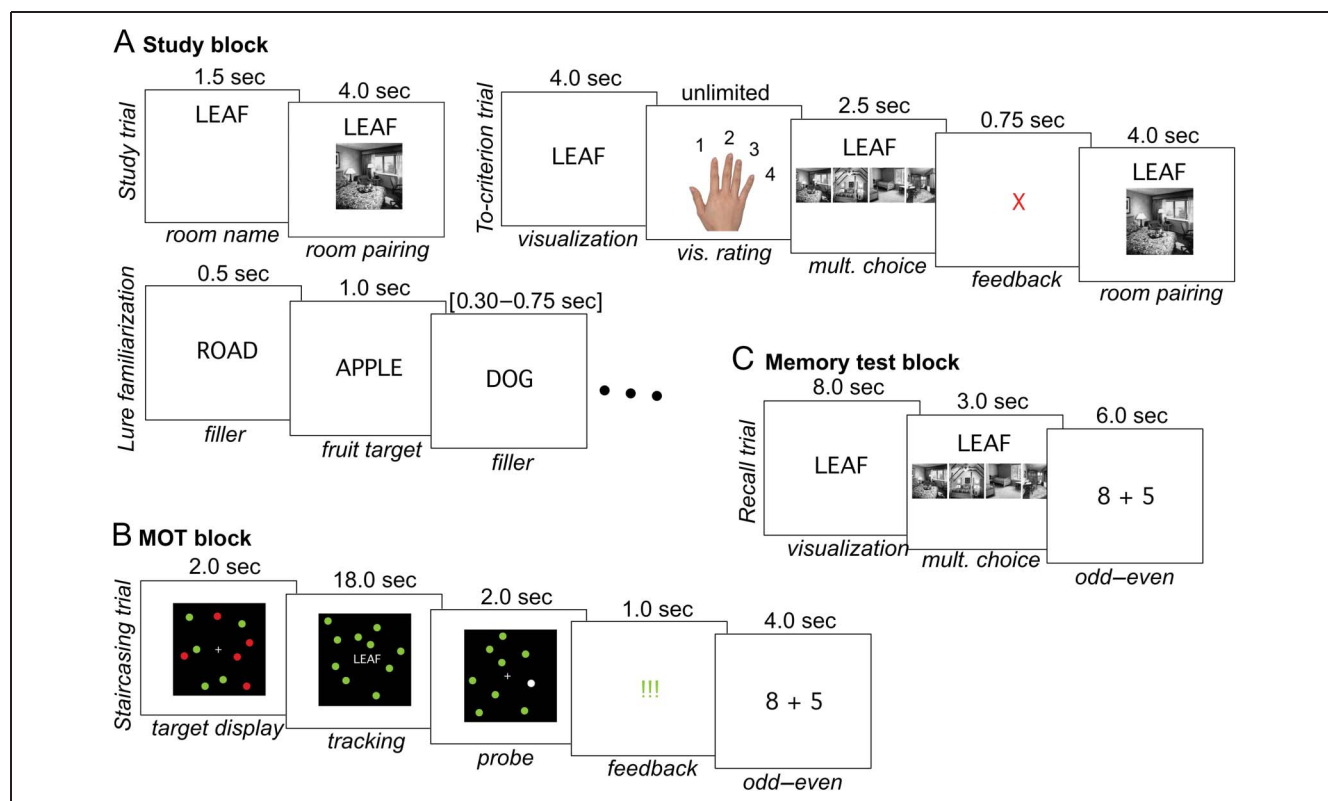 A Study block
Study trial
1.5 sec
LEAF
room name
4.0 sec
LEAF
room pairing
To-criterion trial
4.0 sec
LEAF
visualization
unlimited
1 2 3 4
vis. rating
2.5 sec
LEAF
mult. choice
0.75 sec
X
feedback
4.0 sec
LEAF
room pairing
Lure familiarization
0.5 sec
ROAD
filler
1.0 sec
APPLE
fruit target
[0.30–0.75 sec]
DOG
filler
C Memory test block
Recall trial
8.0 sec
LEAF
visualization
3.0 sec
LEAF
mult. choice
6.0 sec
8 + 5
odd–even
B MOT block
Staircasing trial
2.0 sec
target display
18.0 sec
LEAF
tracking
2.0 sec
probe
1.0 sec
!!!
feedback
4.0 sec
8 + 5
odd–even